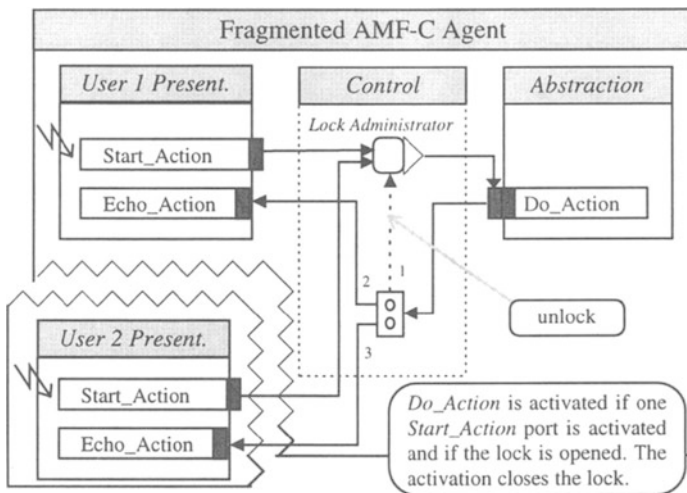 Fragmented AMF-C Agent
User 1 Present.
Control
Abstraction
Lock Administrator
Start_Action
Echo_Action
Do_Action
2
1
3
unlock
User 2 Present.
Start_Action
Echo_Action
Do_Action is activated if one
Start_Action port is activated
and if the lock is opened. The
activation closes the lock.